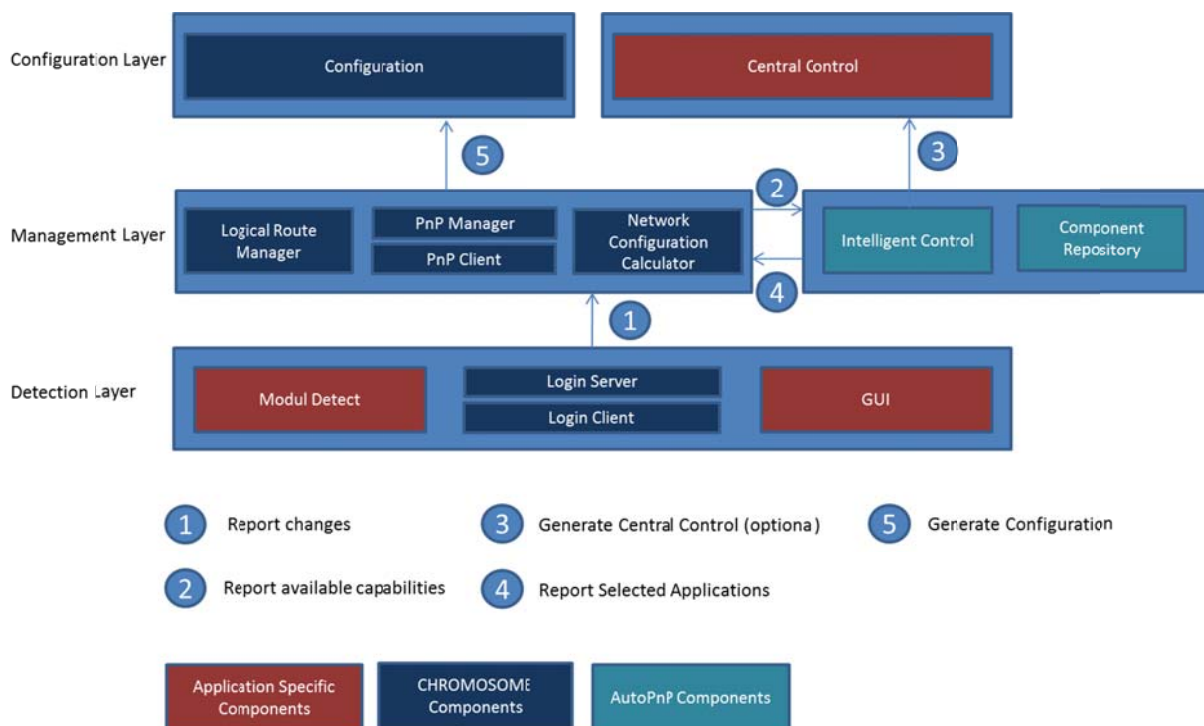 Configuration Layer
Configuration
Central Control
5
3
2
Management Layer
Logical Route
Manager
PnP Manager
PnP Client
Network
Configuration
Calculator
Intelligent Control
Component
Repository
4
1
Detection Layer
Modul Detect
Login Server
Login Client
GUI
1 Report changes
3 Generate Central Control (optiona)
5 Generate Configuration
2 Report available capabilities
4 Report Selected Applications
Application Specific
Components
CHROMOSOME
Components
AutoPnP Components